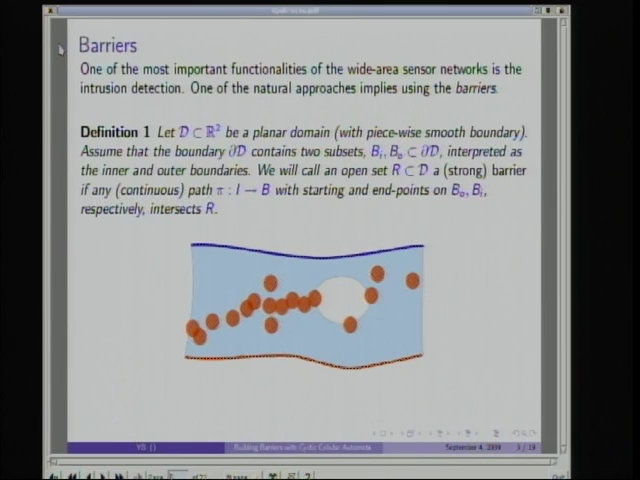 Barriers
One of the most important functionalities of the wide-area sensor networks is the
intrusion detection. One of the natural approaches implies using the barriers.
Definition 1 Let D ⊂ ℝ² be a planar domain (with piece-wise smooth boundary).
Assume that the boundary ∂D contains two subsets, Bᵢ, Bₒ ⊂ ∂D, interpreted as
the inner and outer boundaries. We will call an open set R ⊂ D a (strong) barrier
if any (continuous) path π : I → B with starting and end-points on Bₒ, Bᵢ,
respectively, intersects R.
YB ()
Building Barriers with Cyclic Cellular Automata
September 4, 2008
3 / 19